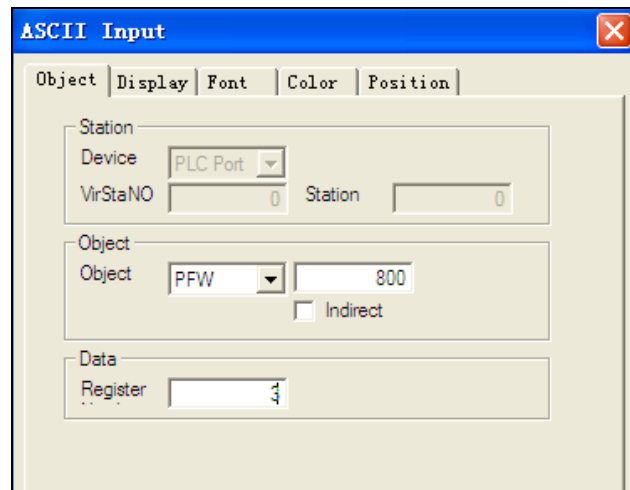 ASCII Input
Object Display Font Color Position
Station
Device PLC Port
VirStaNO 0 Station 0
Object
Object PFW 800
Indirect
Data
Register 3